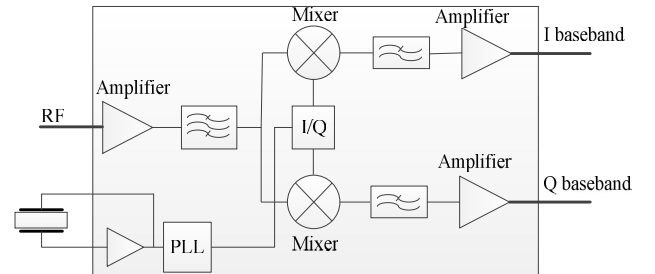 Mixer
Amplifier
I baseband
Amplifier
RF
I/Q
Amplifier
Q baseband
PLL
Mixer